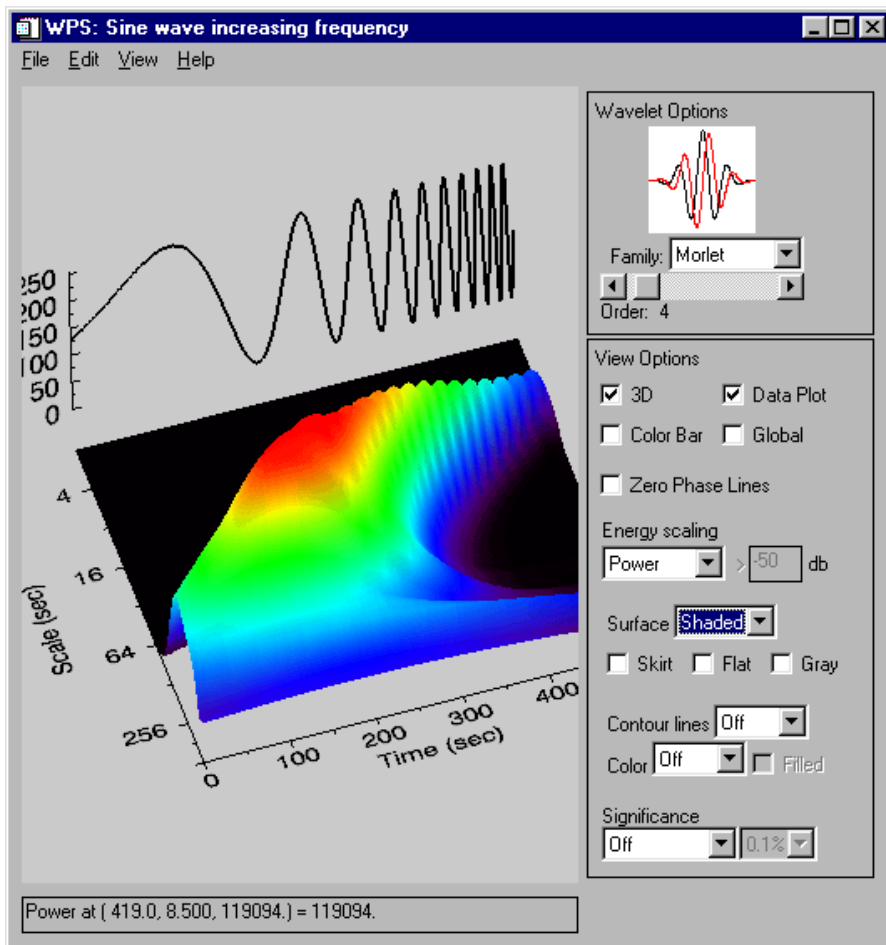 WPS: Sine wave increasing frequency
File Edit View Help
Wavelet Options
Family: Morlet
Order: 4
View Options
3D Data Plot
Color Bar Global
Zero Phase Lines
Energy scaling
Power > -50 db
Surface Shaded
Skirt Flat Gray
Contour lines Off
Color Off Filled
Significance
Off 0.1%
250
200
150
100
50
0
4
16
64
256
Scale (sec)
0 100 200 300 400
Time (sec)
Power at ( 419.0, 8.500, 119094.) = 119094.